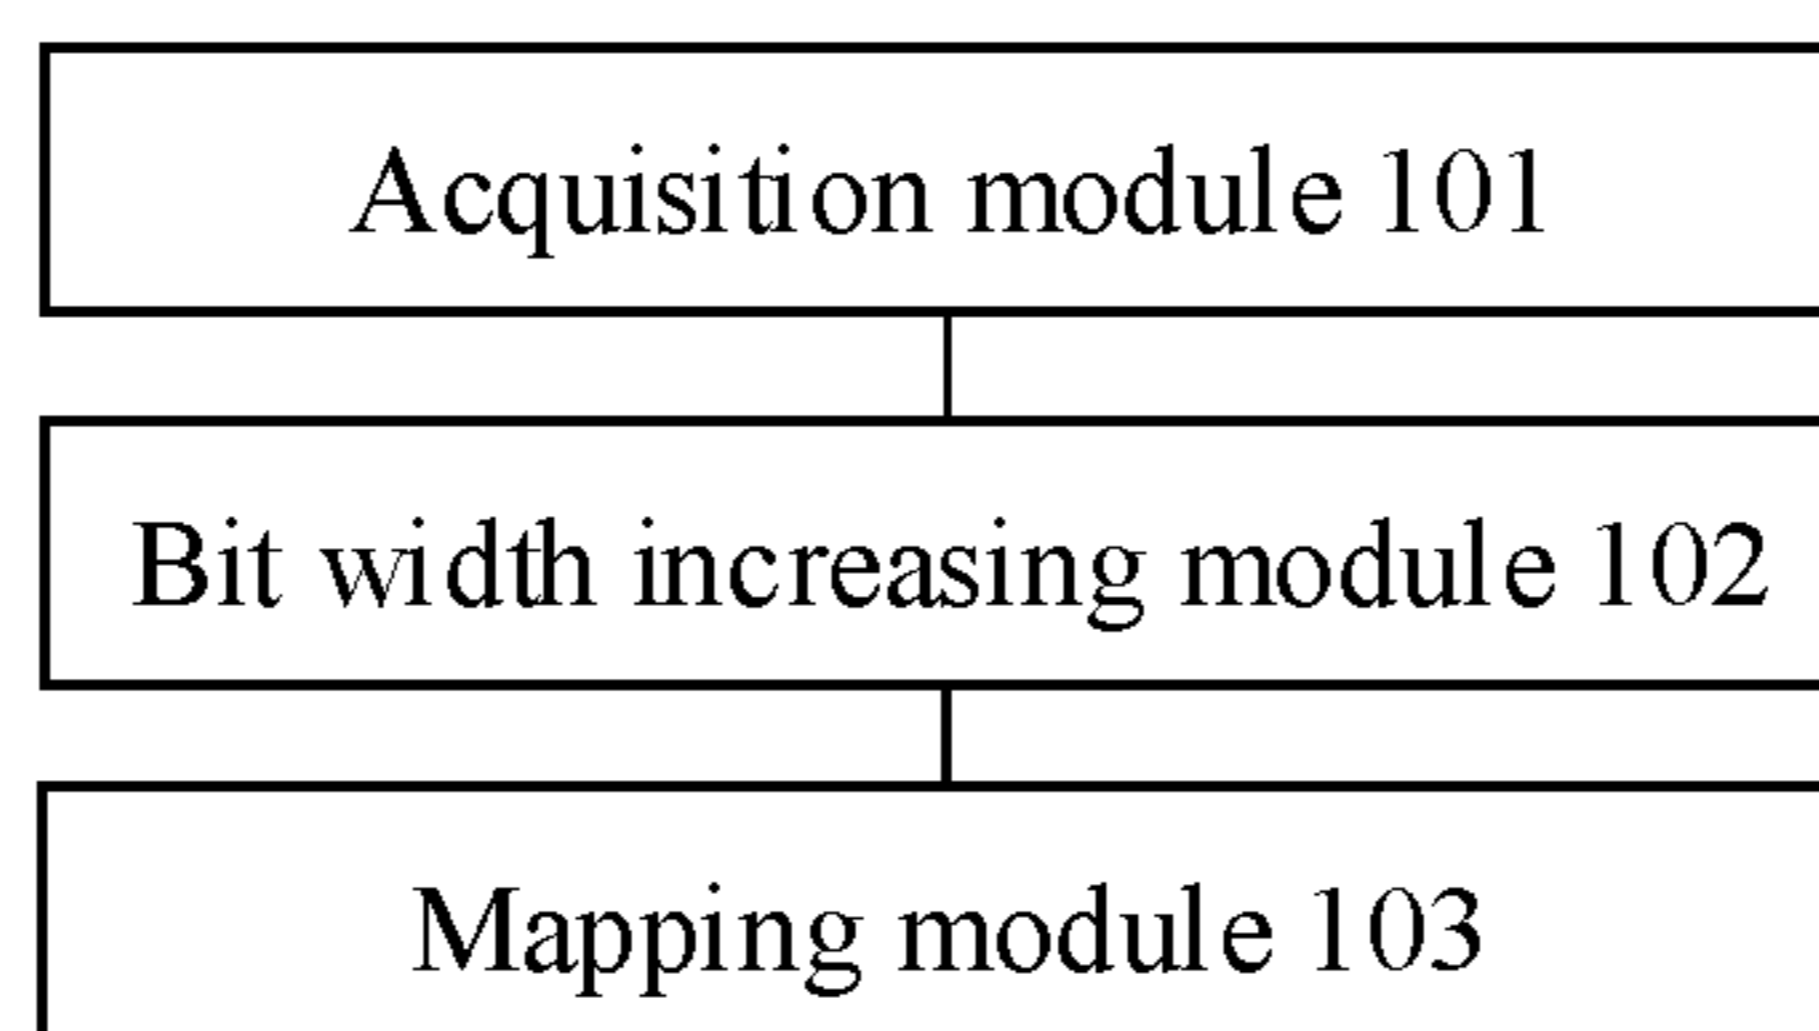 Acquisition module 101
Bit width increasing module 102
Mapping module 103